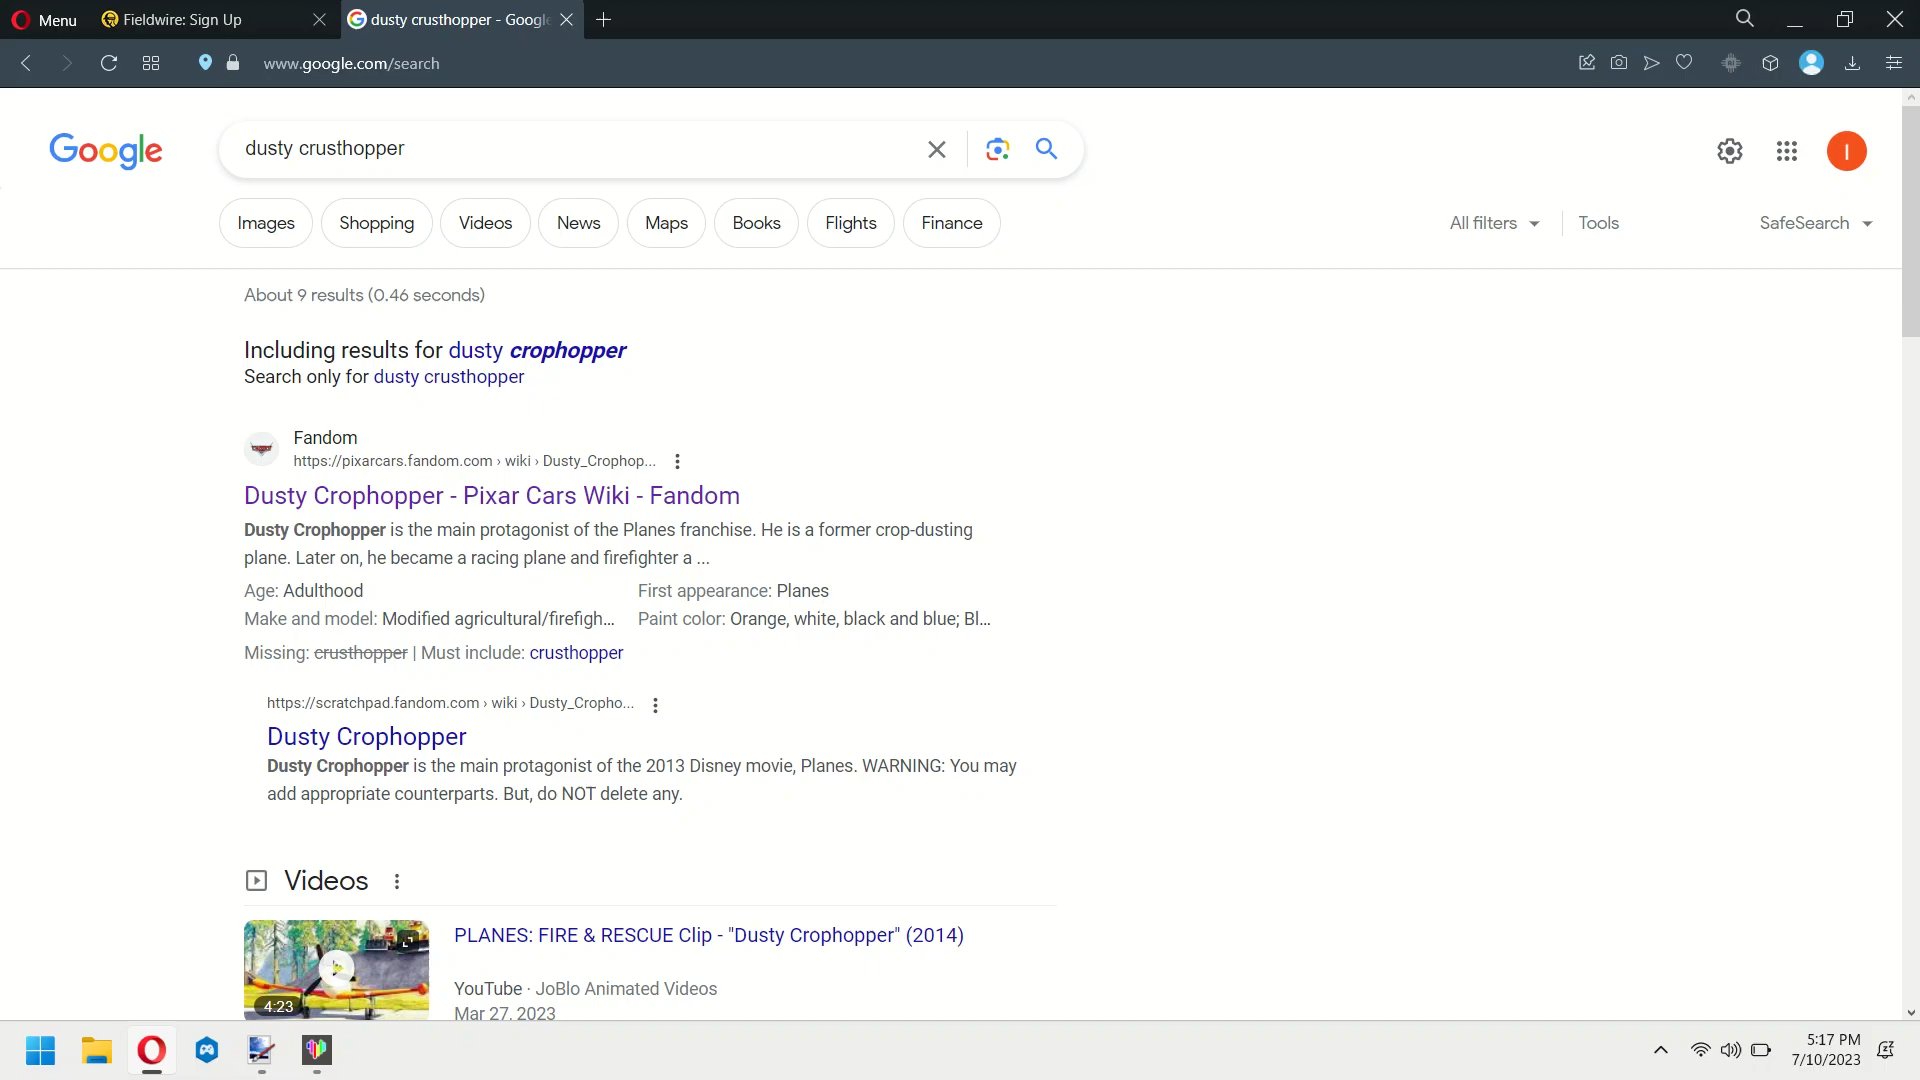 Menu
Fieldwire: Sign Up
dusty crusthopper - Google
www.google.com/search
Google
dusty crusthopper
I
Images
Shopping
Videos
News
Maps
Books
Flights
Finance
All filters
Tools
SafeSearch
About 9 results (0.46 seconds)
Including results for dusty crophopper
Search only for dusty crusthopper
Fandom
https://pixarcars.fandom.com › wiki › Dusty_Crophop...
Dusty Crophopper - Pixar Cars Wiki - Fandom
Dusty Crophopper is the main protagonist of the Planes franchise. He is a former crop-dusting
plane. Later on, he became a racing plane and firefighter a ...
Age: Adulthood
First appearance: Planes
Make and model: Modified agricultural/firefigh...
Paint color: Orange, white, black and blue; Bl...
Missing: crusthopper | Must include: crusthopper
https://scratchpad.fandom.com › wiki › Dusty_Cropho...
Dusty Crophopper
Dusty Crophopper is the main protagonist of the 2013 Disney movie, Planes. WARNING: You may
add appropriate counterparts. But, do NOT delete any.
Videos
4:23
PLANES: FIRE & RESCUE Clip - "Dusty Crophopper" (2014)
YouTube · JoBlo Animated Videos
Mar 27, 2023
5:17 PM
7/10/2023